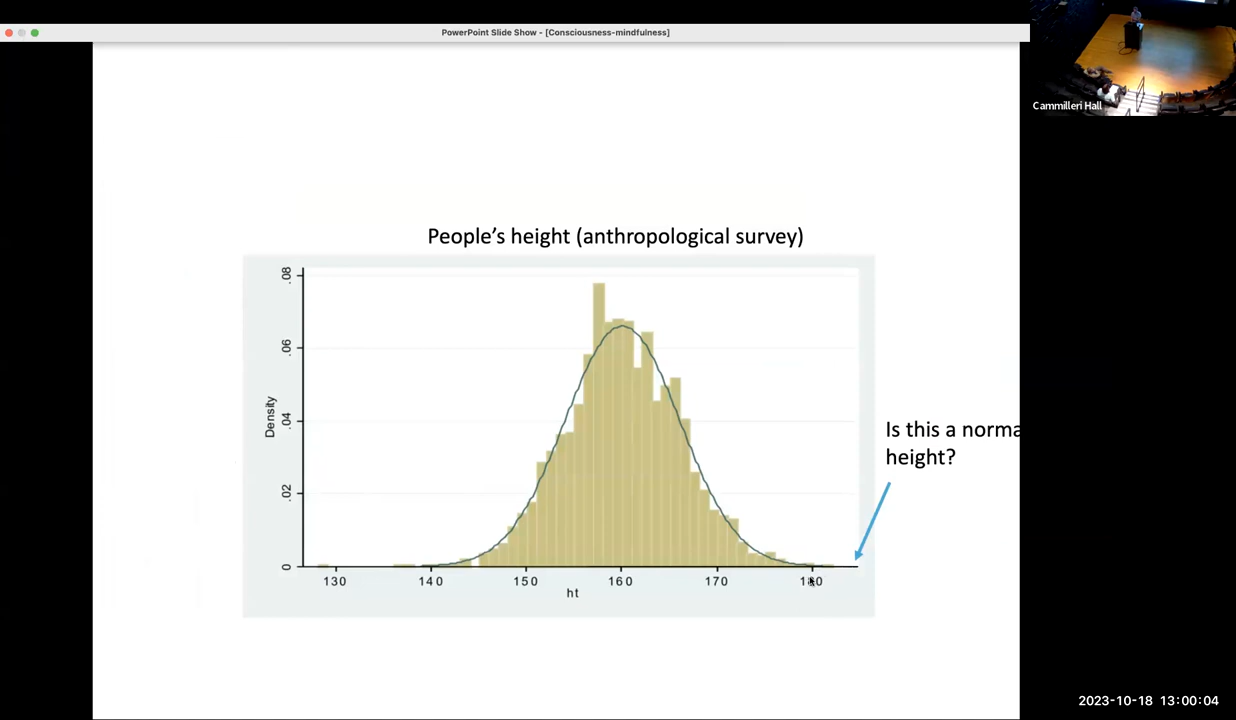 PowerPoint Slide Show - [Consciousness-mindfulness]
Cammilleri Hall
People's height (anthropological survey)
.08
.06
.04
.02
0
Density
130 140 150 160 170 180
ht
Is this a norma
height?
2023-10-18 13:00:04